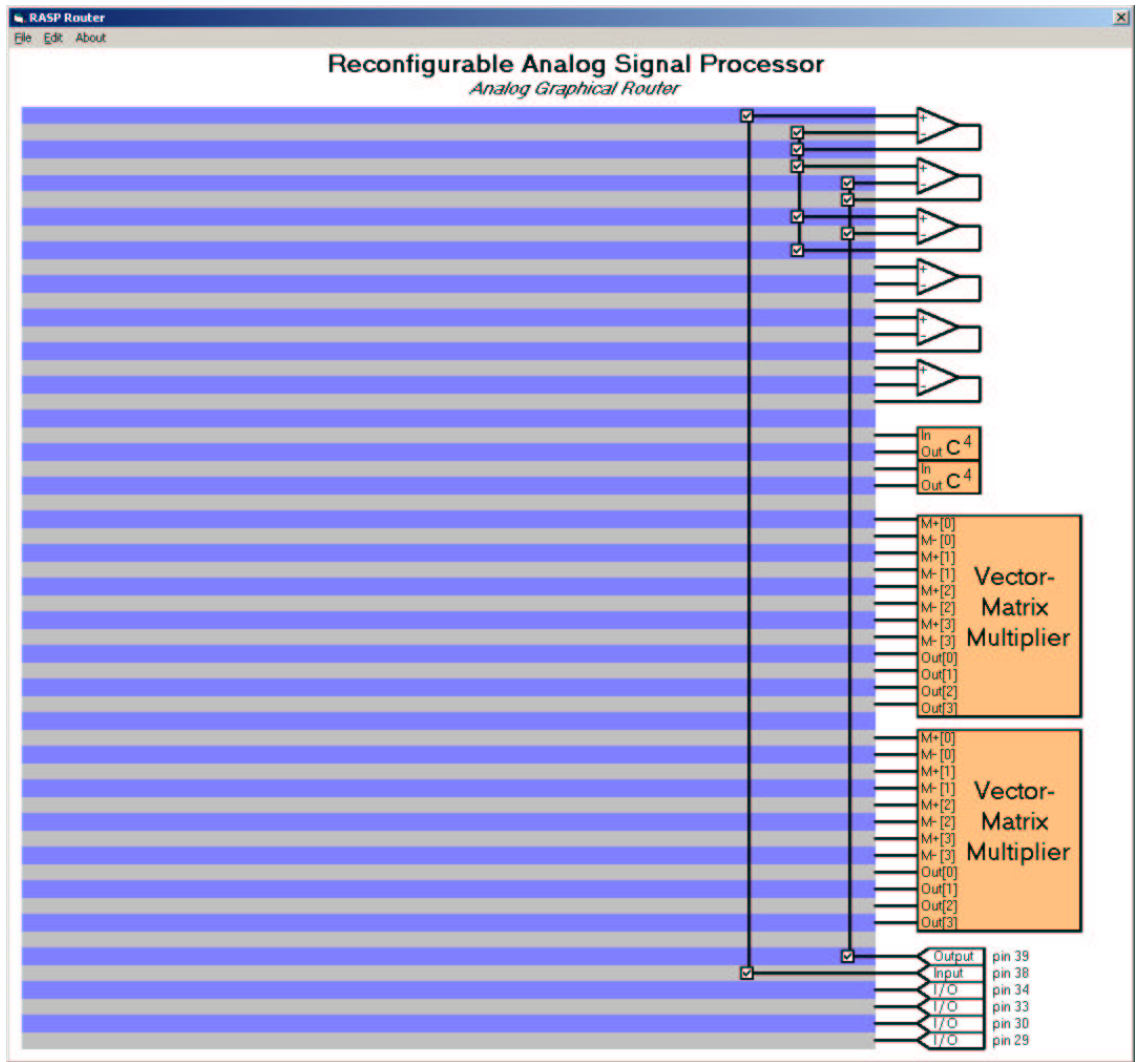 RASP Router
File Edit About
Reconfigurable Analog Signal Processor
Analog Graphical Router
+
-
+
-
+
-
+
-
+
-
+
-
In
Out C4
In
Out C4
M+[0]
M-[0]
M+[1]
M-[1]
M+[2]
M-[2]
M+[3]
M-[3]
Out[0]
Out[1]
Out[2]
Out[3]
Vector-
Matrix
Multiplier
M+[0]
M-[0]
M+[1]
M-[1]
M+[2]
M-[2]
M+[3]
M-[3]
Out[0]
Out[1]
Out[2]
Out[3]
Vector-
Matrix
Multiplier
Output pin 39
Input pin 38
I/O pin 34
I/O pin 33
I/O pin 30
I/O pin 29